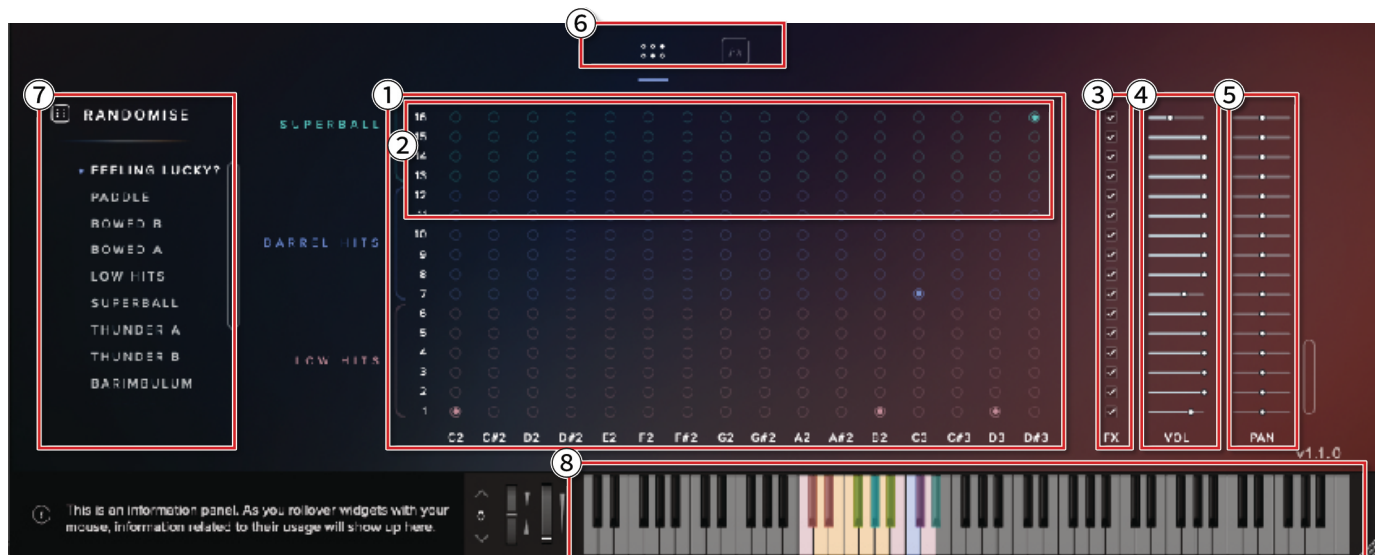 6
7
RANDOMISE
FEELING LUCKY?
PADDLE
BOWED B
BOWED A
LOW HITS
SUPERBALL
THUNDER A
THUNDER B
BARIMBULUM
SUPERBALL
BARREL HITS
LOW HITS
1
2
16
15
14
13
12
11
10
9
8
7
6
5
4
3
2
1
C2 C#2 D2 D#2 E2 F2 F#2 G2 G#2 A2 A#2 B2 C3 C#3 D3 D#3
3
4
5
FX
VOL
PAN
v1.1.0
This is an information panel. As you rollover widgets with your
mouse, information related to their usage will show up here.
0
8